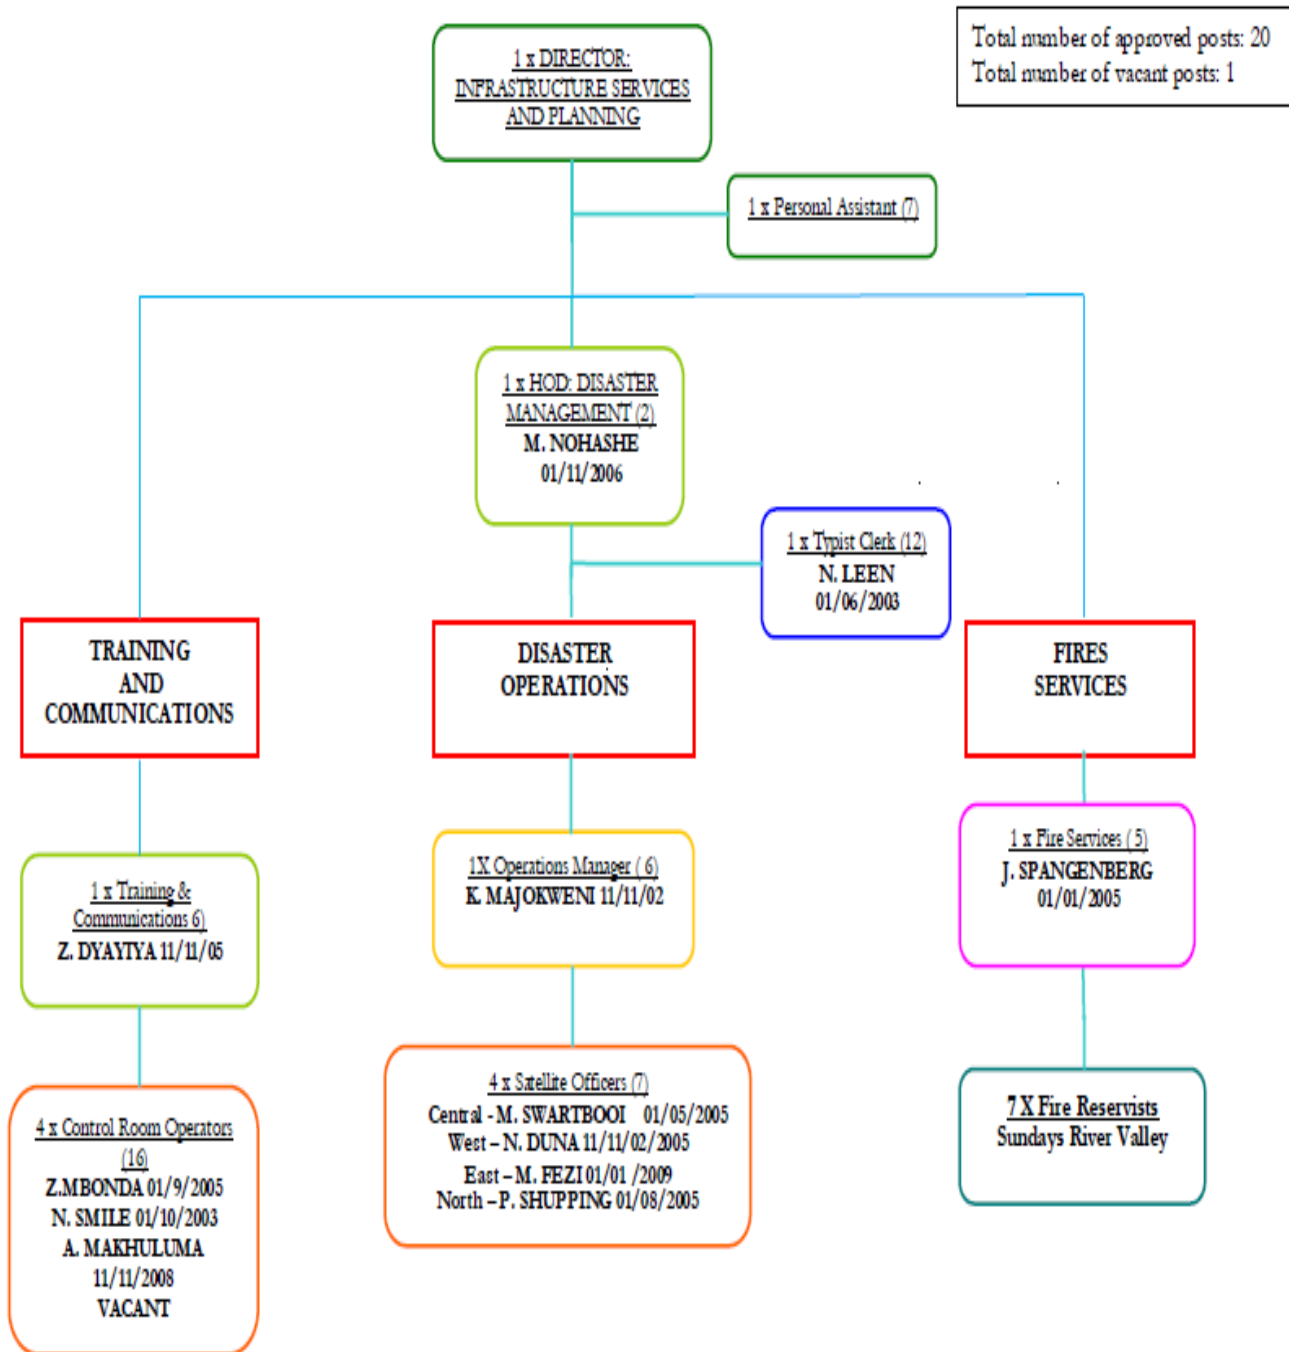 Total number of approved posts: 20
Total number of vacant posts: 1
1 x DIRECTOR:
INFRASTRUCTURE SERVICES
AND PLANNING
1 x Personal Assistant (7)
1 x HOD: DISASTER
MANAGEMENT (2)
M. NOHASHE
01/11/2006
1 x Typist Clerk (12)
N. LEEN
01/06/2003
TRAINING
AND
COMMUNICATIONS
DISASTER
OPERATIONS
FIRES
SERVICES
1 x Training &
Communications 6)
Z. DYAYIYA 11/11/05
1X Operations Manager ( 6)
K. MAJOKWENI 11/11/02
1 x Fire Services ( 5)
J. SPANGENBERG
01/01/2005
4 x Control Room Operators
(16)
Z.MBONDA 01/9/2005
N. SMILE 01/10/2003
A. MAKHULUMA
11/11/2008
VACANT
4 x Satellite Officers (7)
Central - M. SWARTBOOI 01/05/2005
West – N. DUNA 11/11/02/2005
East – M. FEZI 01/01 /2009
North – P. SHUPPING 01/08/2005
7 X Fire Reservists
Sundays River Valley